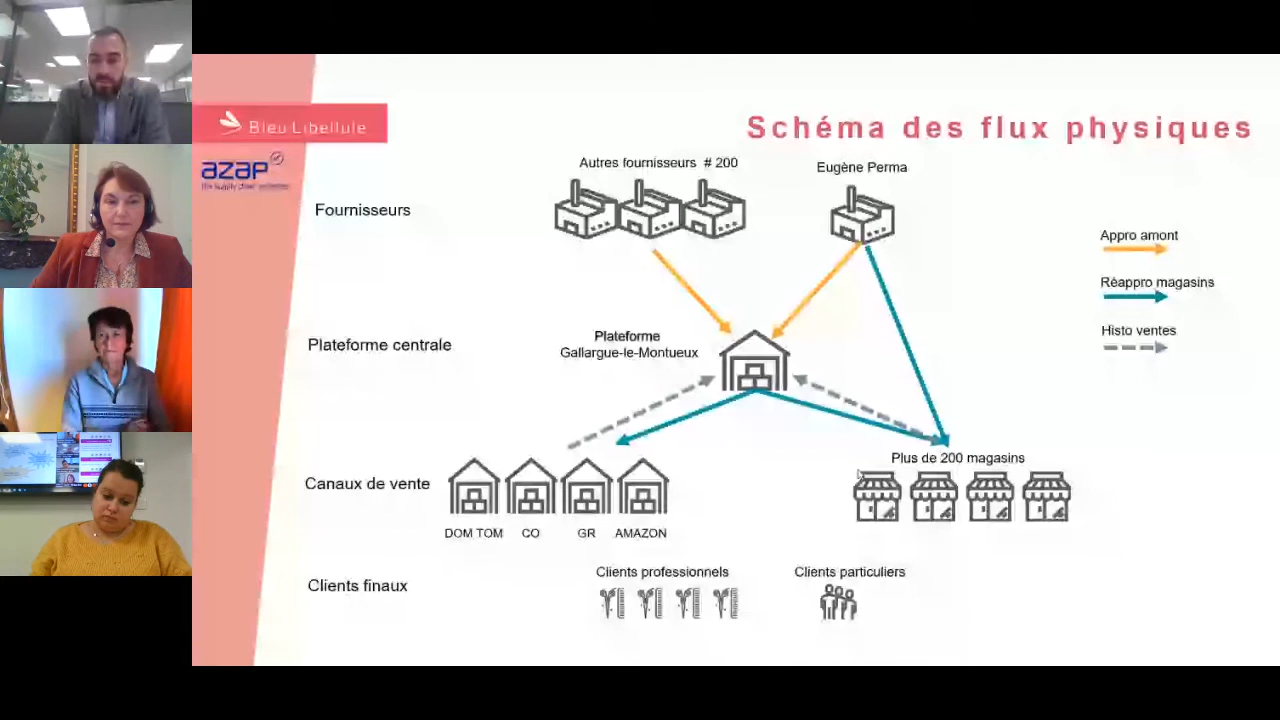 Bleu Libellule
Schéma des flux physiques
azap
Autres fournisseurs # 200
Eugène Perma
Fournisseurs
Appro amont
Réappro magasins
Histo ventes
Plateforme centrale
Plateforme
Gallargue-le-Montueux
Plus de 200 magasins
Canaux de vente
DOM TOM
CO
GR
AMAZON
Clients finaux
Clients professionnels
Clients particuliers